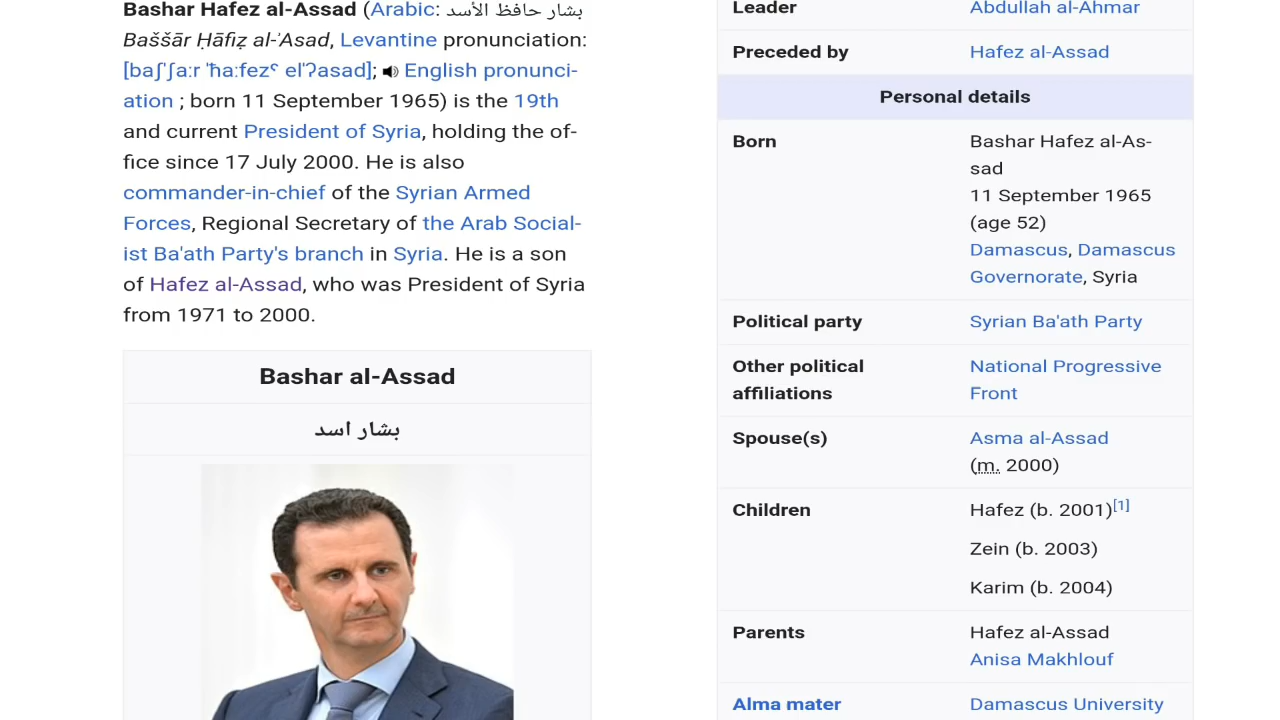 Bashar Hafez al-Assad (Arabic: بشار حافظ الأسد
Baššār Ḥāfiẓ al-ʾAsad, Levantine pronunciation:
[baʃˈʃaːr ˈħaːfezˤ elˈʔasad]; English pronunci-
ation ; born 11 September 1965) is the 19th
and current President of Syria, holding the of-
fice since 17 July 2000. He is also
commander-in-chief of the Syrian Armed
Forces, Regional Secretary of the Arab Social-
ist Ba'ath Party's branch in Syria. He is a son
of Hafez al-Assad, who was President of Syria
from 1971 to 2000.
Bashar al-Assad
بشار اسد
Leader Abdullah al-Ahmar
Preceded by Hafez al-Assad
Personal details
Born Bashar Hafez al-As-
sad
11 September 1965
(age 52)
Damascus, Damascus
Governorate, Syria
Political party Syrian Ba'ath Party
Other political National Progressive
affiliations Front
Spouse(s) Asma al-Assad
(m. 2000)
Children Hafez (b. 2001)[1]
Zein (b. 2003)
Karim (b. 2004)
Parents Hafez al-Assad
Anisa Makhlouf
Alma mater Damascus University